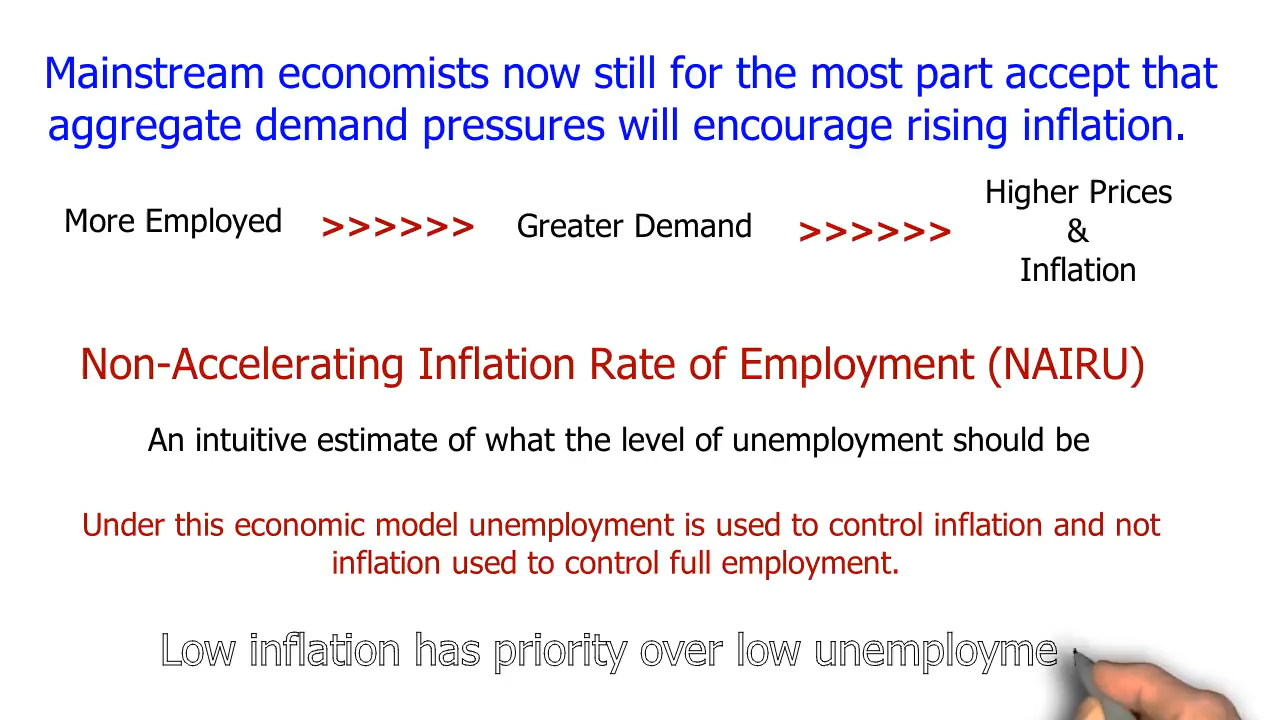 Mainstream economists now still for the most part accept that
aggregate demand pressures will encourage rising inflation.
More Employed >>>>>> Greater Demand >>>>>> Higher Prices
&
Inflation
Non-Accelerating Inflation Rate of Employment (NAIRU)
An intuitive estimate of what the level of unemployment should be
Under this economic model unemployment is used to control inflation and not
inflation used to control full employment.
Low inflation has priority over low unemployme